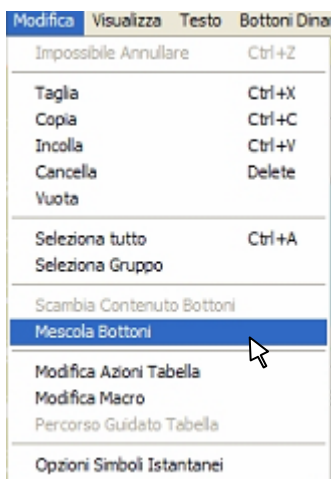 Modifica Visualizza Testo Bottoni Dina
Impossibile Annullare Ctrl+Z
Taglia Ctrl+X
Copia Ctrl+C
Incolla Ctrl+V
Cancella Delete
Vuota
Seleziona tutto Ctrl+A
Seleziona Gruppo
Scambia Contenuto Bottoni
Mescola Bottoni
Modifica Azioni Tabella
Modifica Macro
Percorso Guidato Tabella
Opzioni Simboli Istantanei